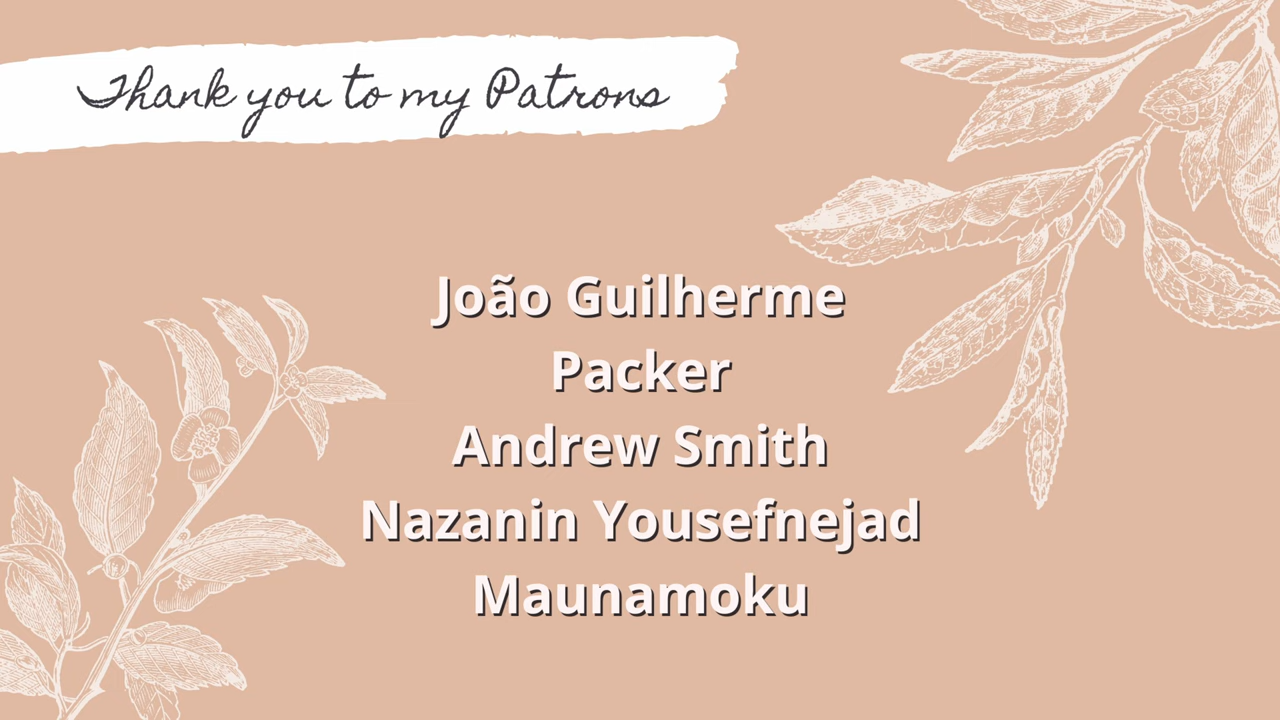 Thank you to my Patrons
João Guilherme
Packer
Andrew Smith
Nazanin Yousefnejad
Maunamoku